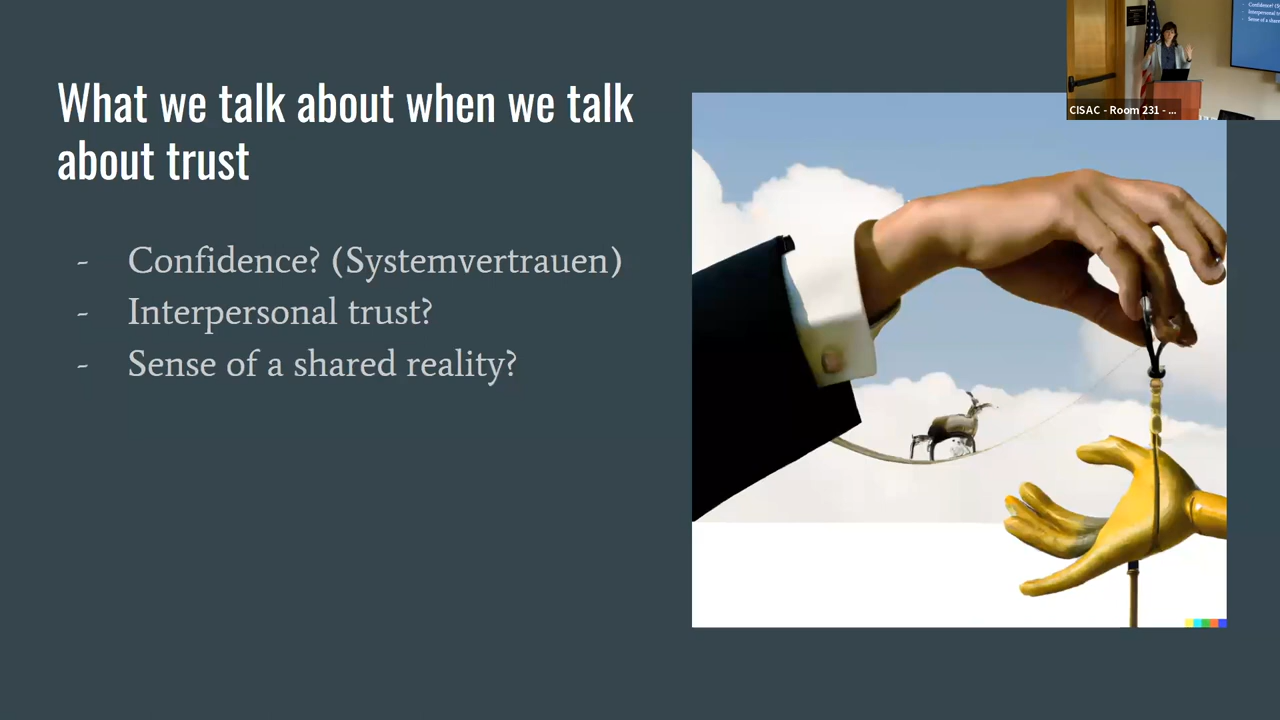 What we talk about when we talk
about trust
- Confidence? (Systemvertrauen)
- Interpersonal trust?
- Sense of a shared reality?
CISAC - Room 231 - ...